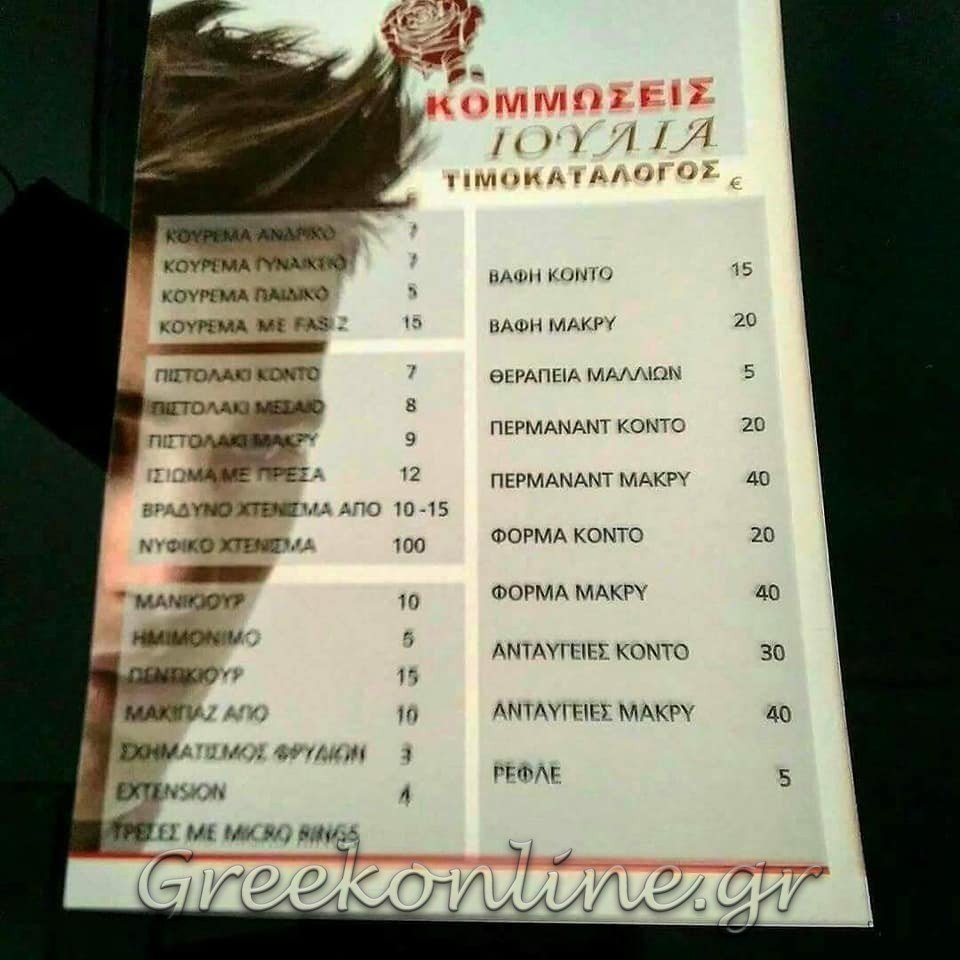 ΚΟΜΜΩΣΕΙΣ
ΙΟΥΛΙΑ
ΤΙΜΟΚΑΤΑΛΟΓΟΣ €
ΚΟΥΡΕΜΑ ΑΝΔΡΙΚΟ 7
ΚΟΥΡΕΜΑ ΓΥΝΑΙΚΕΙΟ 7
ΚΟΥΡΕΜΑ ΠΑΙΔΙΚΟ 5
ΚΟΥΡΕΜΑ ΜΕ FASIZ 15
ΠΙΣΤΟΛΑΚΙ ΚΟΝΤΟ 7
ΠΙΣΤΟΛΑΚΙ ΜΕΣΑΙΟ 8
ΠΙΣΤΟΛΑΚΙ ΜΑΚΡΥ 9
ΙΣΙΩΜΑ ΜΕ ΠΡΕΣΑ 12
ΒΡΑΔΥΝΟ ΧΤΕΝΙΣΜΑ ΑΠΟ 10 -15
ΝΥΦΙΚΟ ΧΤΕΝΙΣΜΑ 100
ΜΑΝΙΚΙΟΥΡ 10
ΗΜΙΜΟΝΙΜΟ 5
ΠΕΝΤΙΚΙΟΥΡ 15
ΜΑΚΙΠΑΖ ΑΠΟ 10
ΣΧΗΜΑΤΙΣΜΟΣ ΦΡΥΔΙΩΝ 3
EXTENSION 4
ΤΡΕΣΕΣ ΜΕ MICRO RINGS
ΒΑΦΗ ΚΟΝΤΟ 15
ΒΑΦΗ ΜΑΚΡΥ 20
ΘΕΡΑΠΕΙΑ ΜΑΛΛΙΩΝ 5
ΠΕΡΜΑΝΑΝΤ ΚΟΝΤΟ 20
ΠΕΡΜΑΝΑΝΤ ΜΑΚΡΥ 40
ΦΟΡΜΑ ΚΟΝΤΟ 20
ΦΟΡΜΑ ΜΑΚΡΥ 40
ΑΝΤΑΥΓΕΙΕΣ ΚΟΝΤΟ 30
ΑΝΤΑΥΓΕΙΕΣ ΜΑΚΡΥ 40
ΡΕΦΛΕ 5
Greekonline.gr